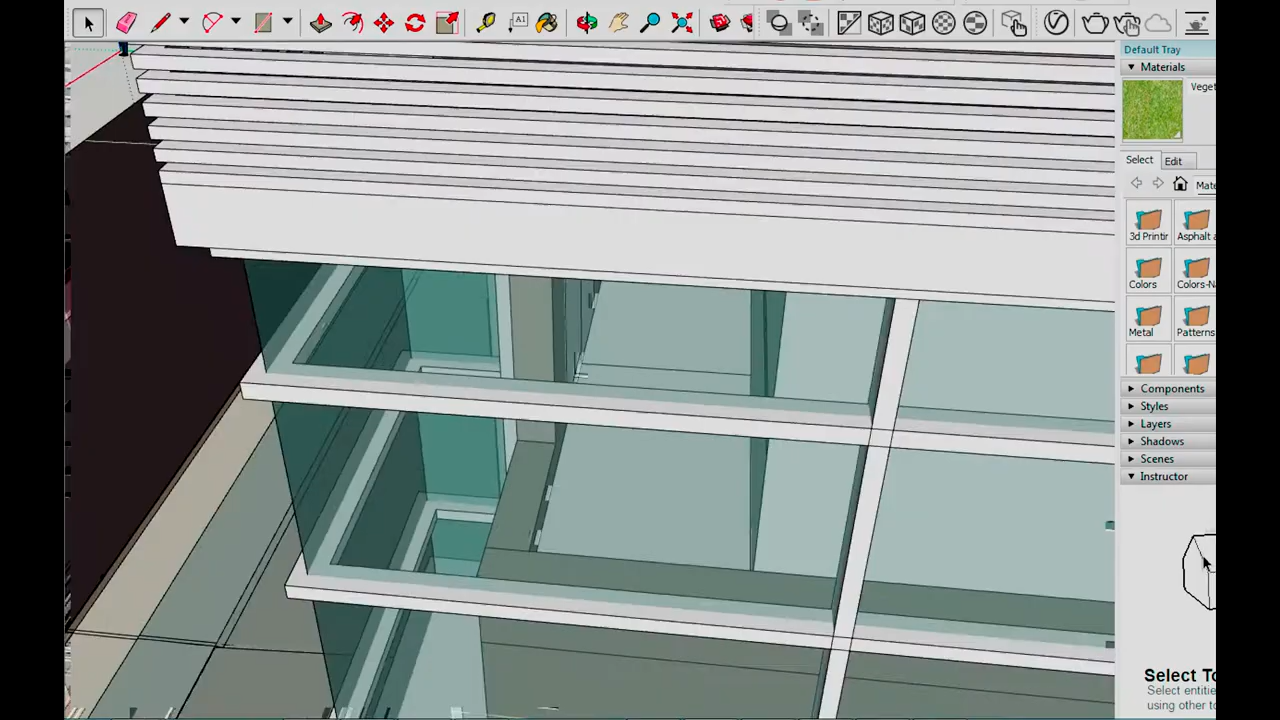 A1
Default Tray
Materials
Select
Edit
3d Printir
Asphalt a
Colors
Colors-N
Metal
Patterns
Components
Styles
Layers
Shadows
Scenes
Instructor
Select To
Select entitie
using other to